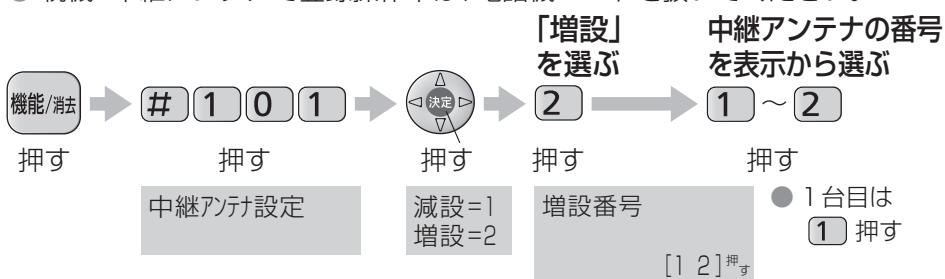 「増設」
を選ぶ
中継アンテナの番号
を表示から選ぶ
機能/消去
# 1 0 1
決定
2
1 ～ 2
押す
押す
押す
押す
押す
中継アンテナ設定
減設=1
増設=2
増設番号
[1 2]押す
● 1台目は
1 押す